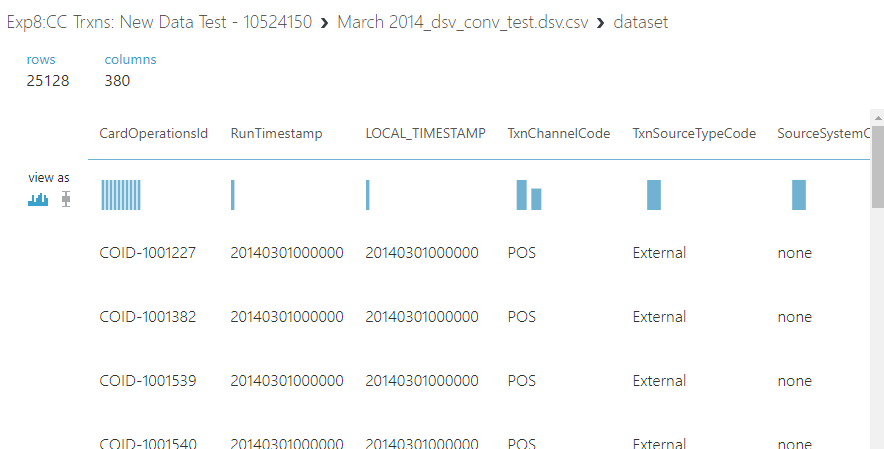 Exp8:CC Trxns: New Data Test - 10524150 › March 2014_dsv_conv_test.dsv.csv › dataset
rows columns
25128 380
CardOperationsId RunTimestamp LOCAL_TIMESTAMP TxnChannelCode TxnSourceTypeCode SourceSystemC
view as
COID-1001227 20140301000000 20140301000000 POS External none
COID-1001382 20140301000000 20140301000000 POS External none
COID-1001539 20140301000000 20140301000000 POS External none
COID-1001540 20140301000000 20140301000000 POS External none